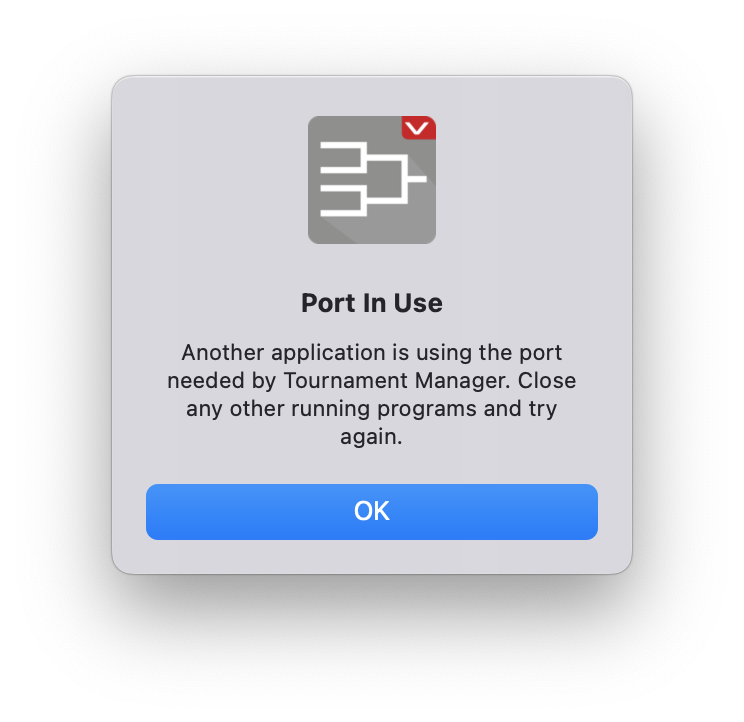 Port In Use
Another application is using the port
needed by Tournament Manager. Close
any other running programs and try
again.
OK